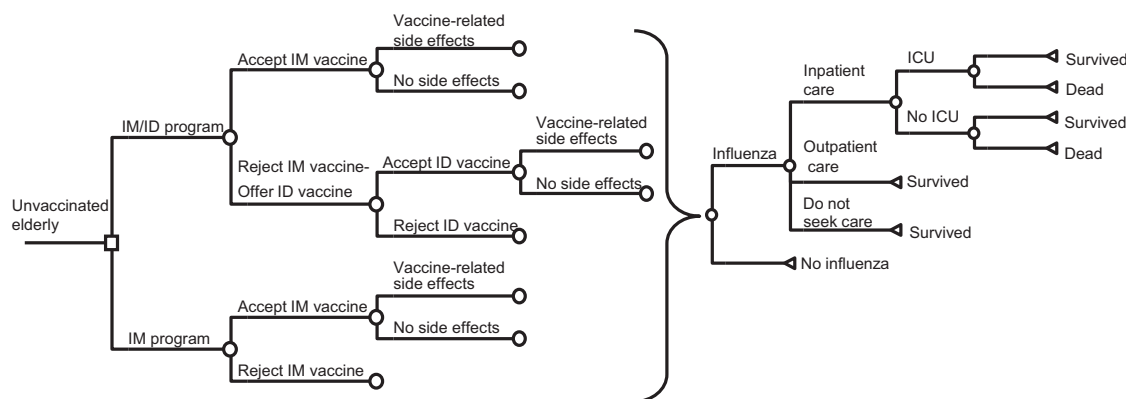 Vaccine-related
side effects
Accept IM vaccine
No side effects
IM/ID program
Reject IM vaccine-
Offer ID vaccine
Accept ID vaccine
Vaccine-related
side effects
No side effects
Reject ID vaccine
Unvaccinated
elderly
Vaccine-related
side effects
Accept IM vaccine
No side effects
IM program
Reject IM vaccine
Influenza
Inpatient
care
ICU
Survived
Dead
No ICU
Survived
Dead
Outpatient
care
Survived
Do not
seek care
Survived
No influenza